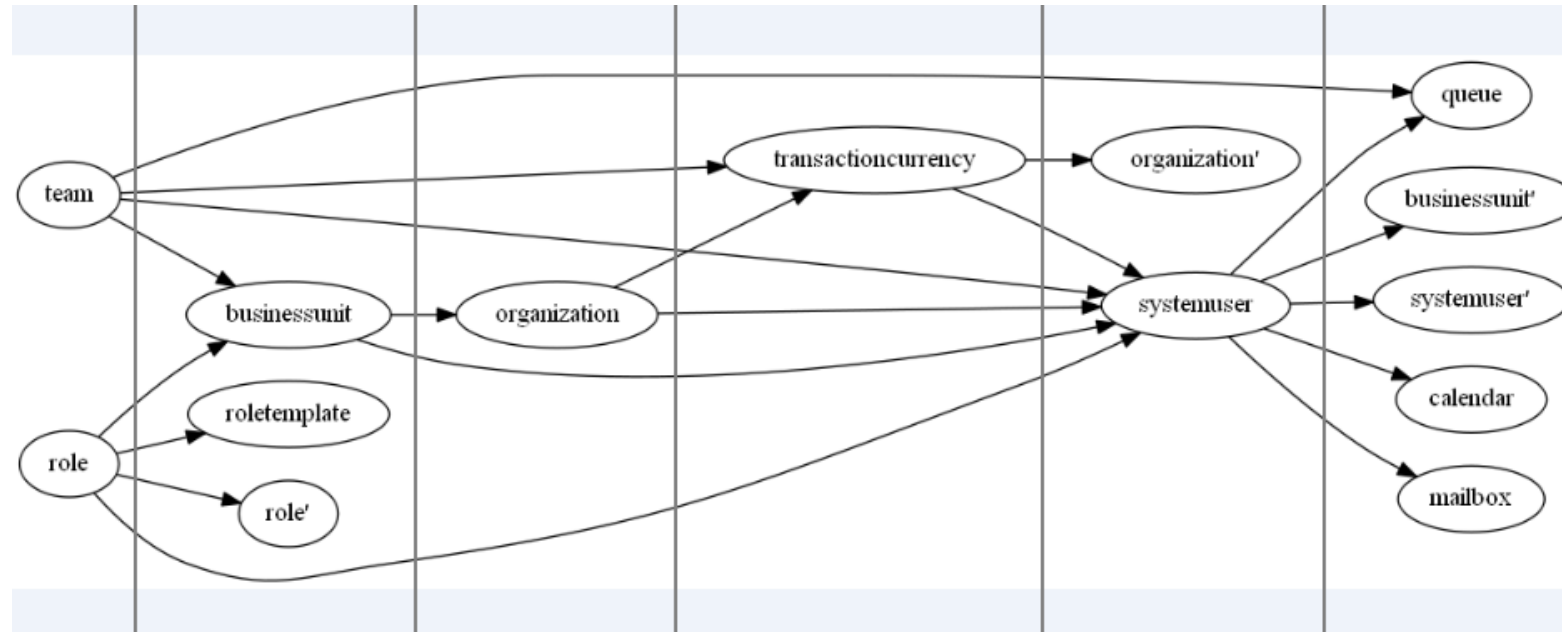 team
role
businessunit
roletemplate
role'
organization
transactioncurrency
organization'
systemuser
queue
businessunit'
systemuser'
calendar
mailbox